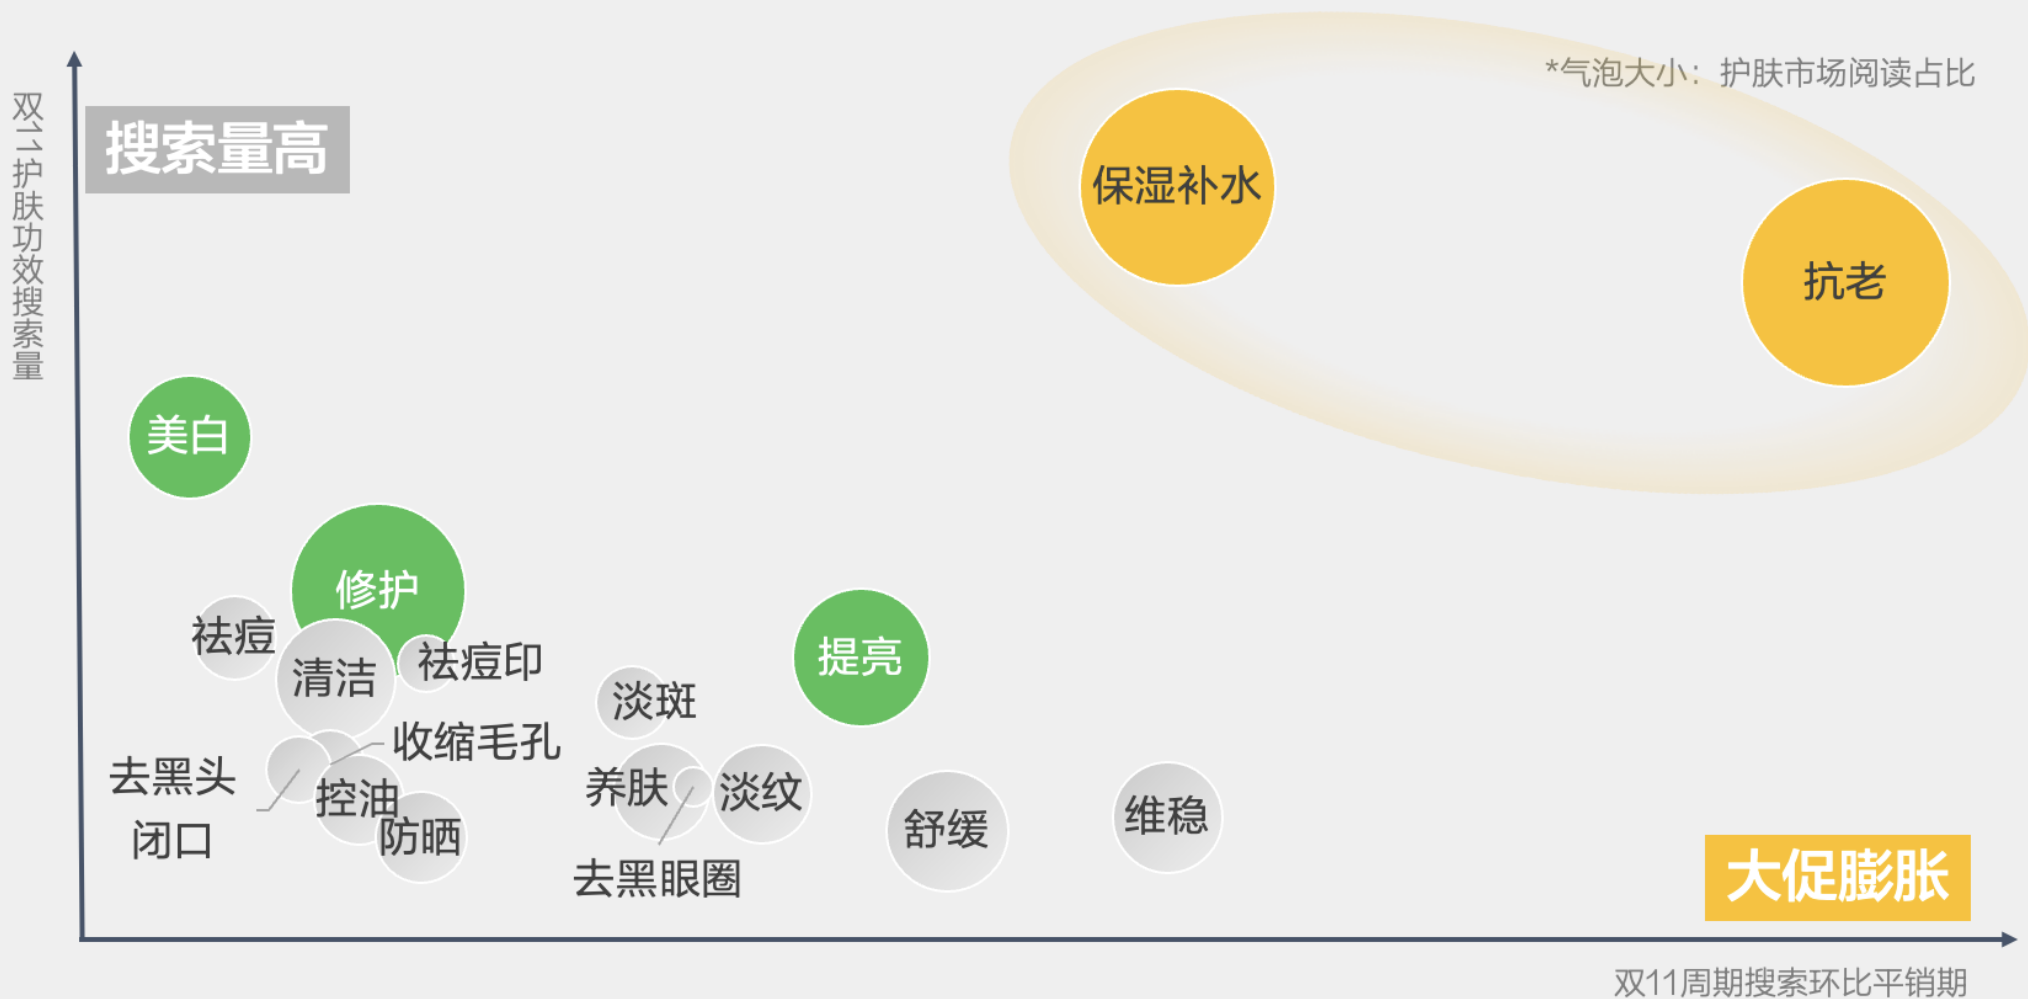 *气泡大小：护肤市场阅读占比
双11护肤功效搜索量
搜索量高
保湿补水
抗老
美白
修护
祛痘
清洁
祛痘印
提亮
淡斑
收缩毛孔
去黑头
闭口
控油
防晒
养肤
淡纹
去黑眼圈
舒缓
维稳
大促膨胀
双11周期搜索环比平销期